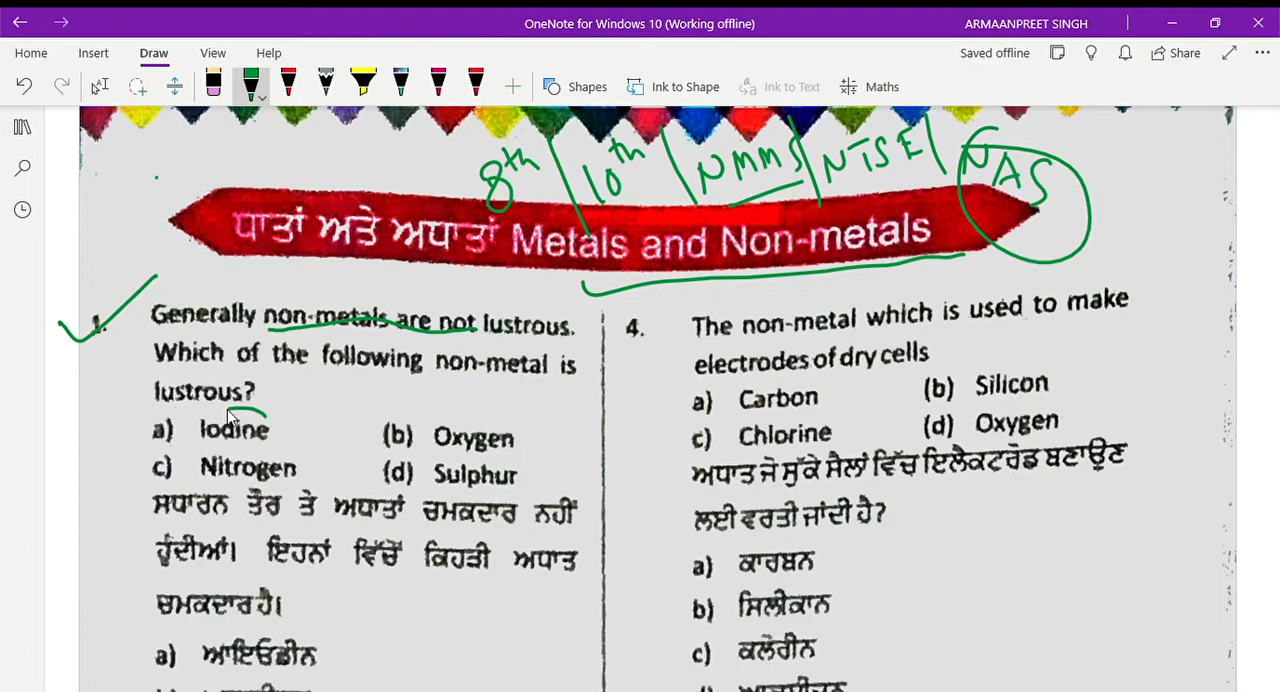 OneNote for Windows 10 (Working offline)
ARMAANPREET SINGH
Home Insert Draw View Help
Saved offline
Share
Shapes
Ink to Shape
Ink to Text
Maths
8th / 10th / NMMS / NTSE / NAS
ਧਾਤਾਂ ਅਤੇ ਅਧਾਤਾਂ Metals and Non-metals
1. Generally non-metals are not lustrous.
Which of the following non-metal is
lustrous?
a) Iodine (b) Oxygen
c) Nitrogen (d) Sulphur
ਸਧਾਰਨ ਤੌਰ ਤੇ ਅਧਾਤਾਂ ਚਮਕਦਾਰ ਨਹੀਂ
ਹੁੰਦੀਆਂ। ਇਹਨਾਂ ਵਿੱਚੋਂ ਕਿਹੜੀ ਅਧਾਤ
ਚਮਕਦਾਰ ਹੈ।
a) ਆਇਓਡੀਨ
4. The non-metal which is used to make
electrodes of dry cells
a) Carbon (b) Silicon
c) Chlorine (d) Oxygen
ਅਧਾਤ ਜੋ ਸੁੱਕੇ ਸੈੱਲਾਂ ਵਿੱਚ ਇਲੈਕਟਰੋਡ ਬਣਾਉਣ
ਲਈ ਵਰਤੀ ਜਾਂਦੀ ਹੈ?
a) ਕਾਰਬਨ
b) ਸਿਲੀਕਾਨ
c) ਕਲੋਰੀਨ